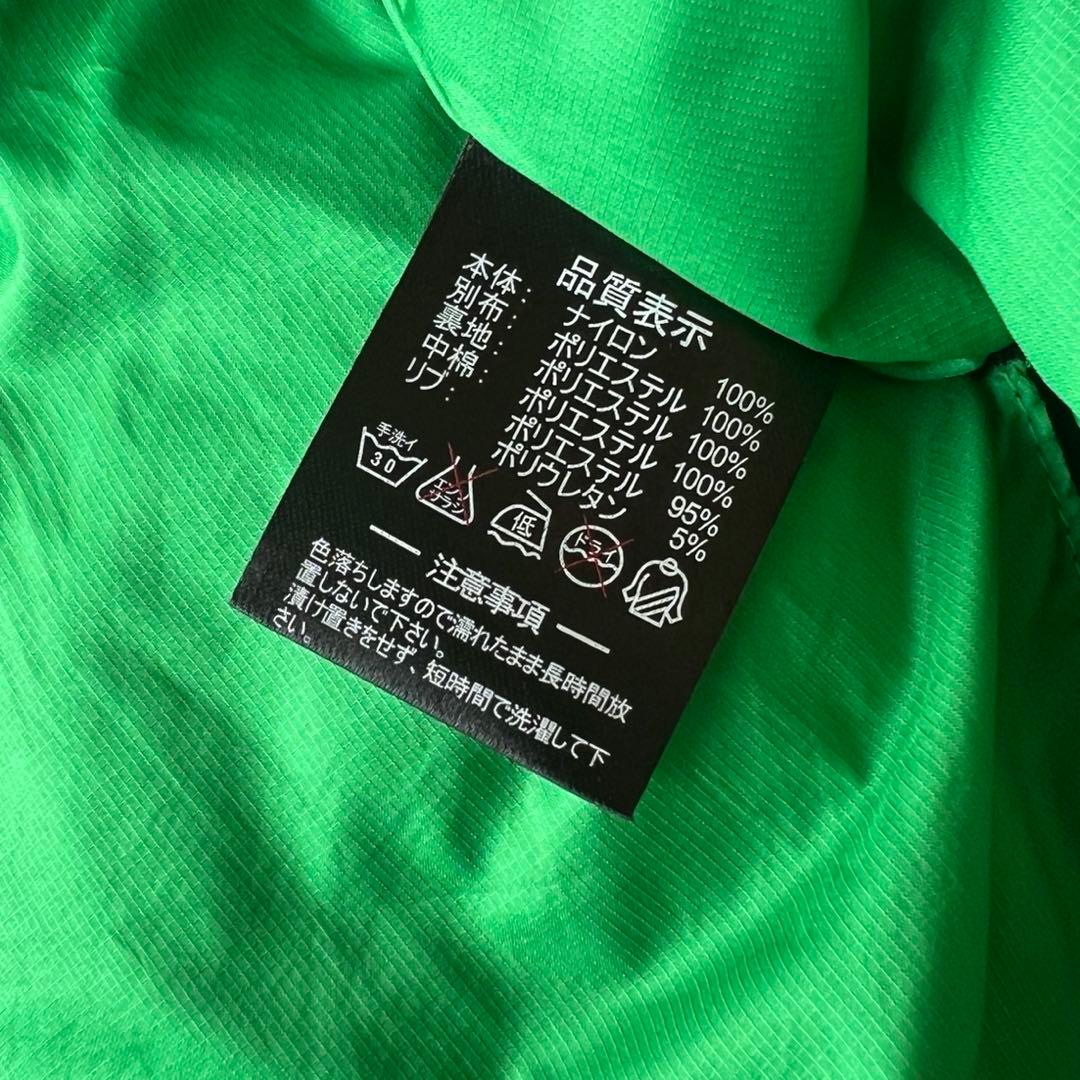 品質表示
本体: ナイロン 100%
別布: ポリエステル 100%
裏地: ポリエステル 100%
中棉: ポリエステル 100%
リブ: ポリエステル 95%
ポリウレタン 5%
手洗イ
30
エンソ
サラシ
低
ドライ
注意事項
色落ちしますので濡れたまま長時間放
置しないで下さい。
漬け置きをせず、短時間で洗濯して下
さい。